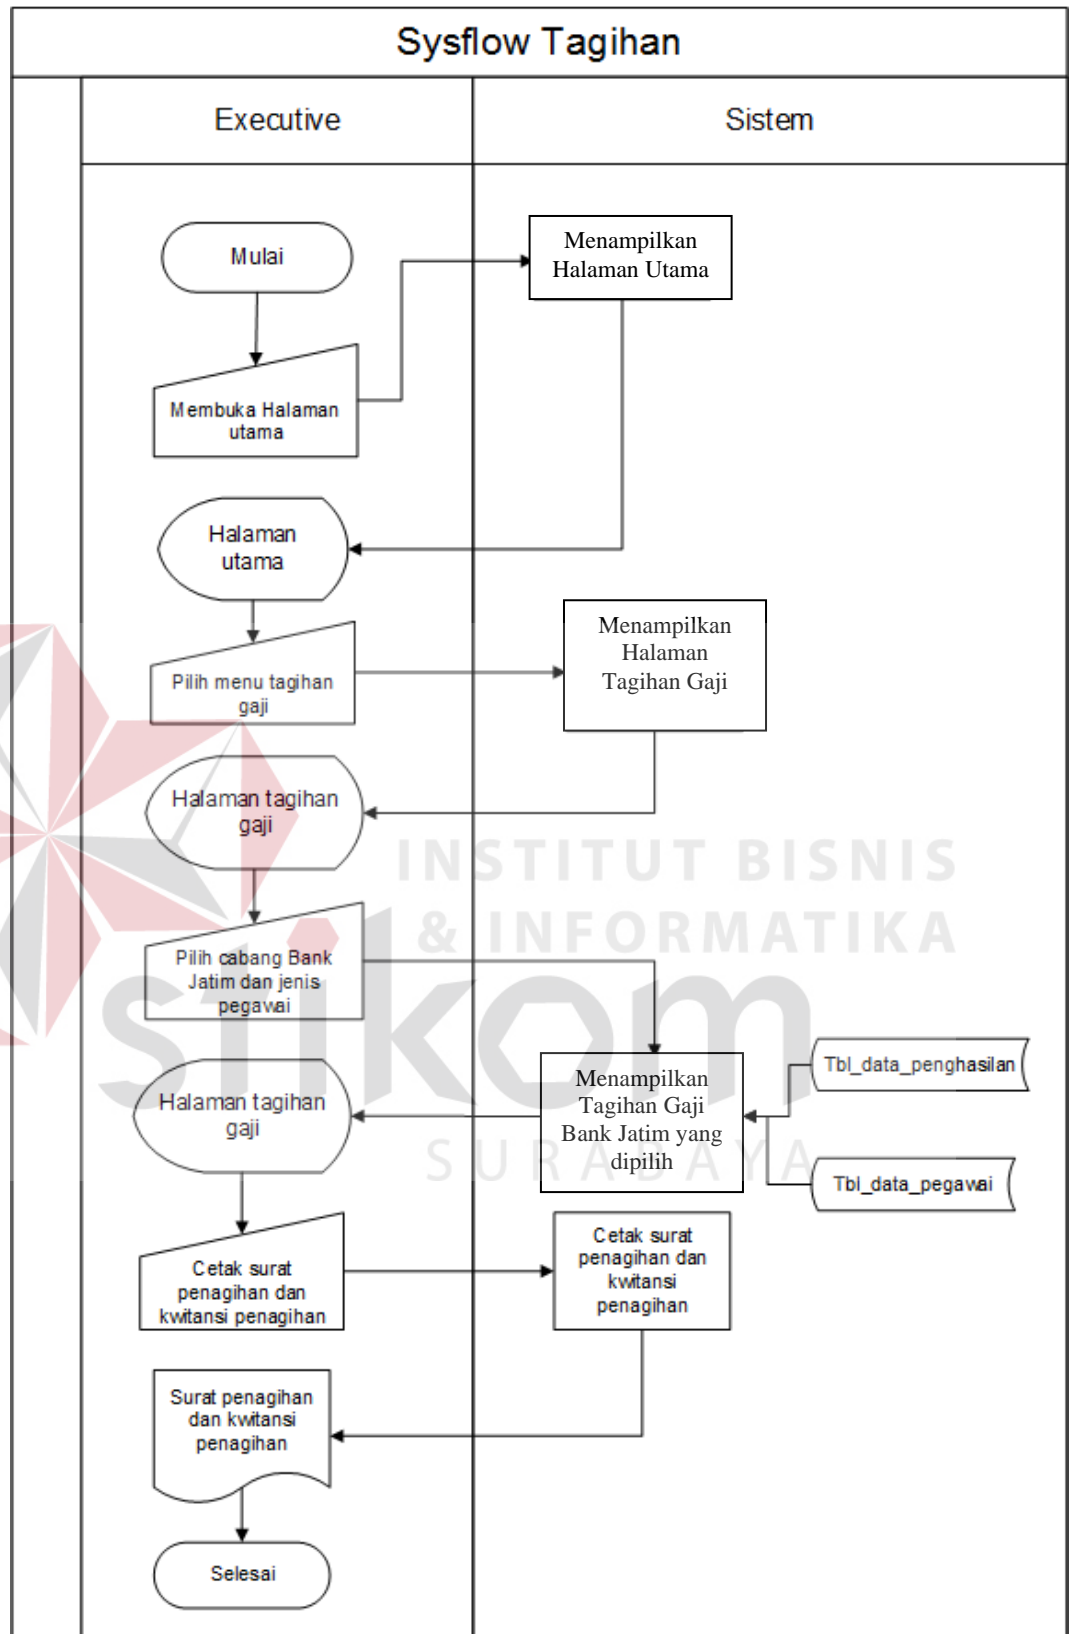 Sysflow Tagihan
Executive
Sistem
Mulai
Menampilkan
Halaman Utama
Membuka Halaman
utama
Halaman
utama
Pilih menu tagihan
gaji
Menampilkan
Halaman
Tagihan Gaji
Halaman tagihan
gaji
INSTITUT BISNIS
& INFORMATIKA
stikom
SURABAYA
Pilih cabang Bank
Jatim dan jenis
pegawai
Menampilkan
Tagihan Gaji
Bank Jatim yang
dipilih
Tbl_data_penghasilan
Tbl_data_pegawai
Halaman tagihan
gaji
Cetak surat
penagihan dan
kwitansi penagihan
Cetak surat
penagihan dan
kwitansi
penagihan
Surat penagihan
dan kwitansi
penagihan
Selesai